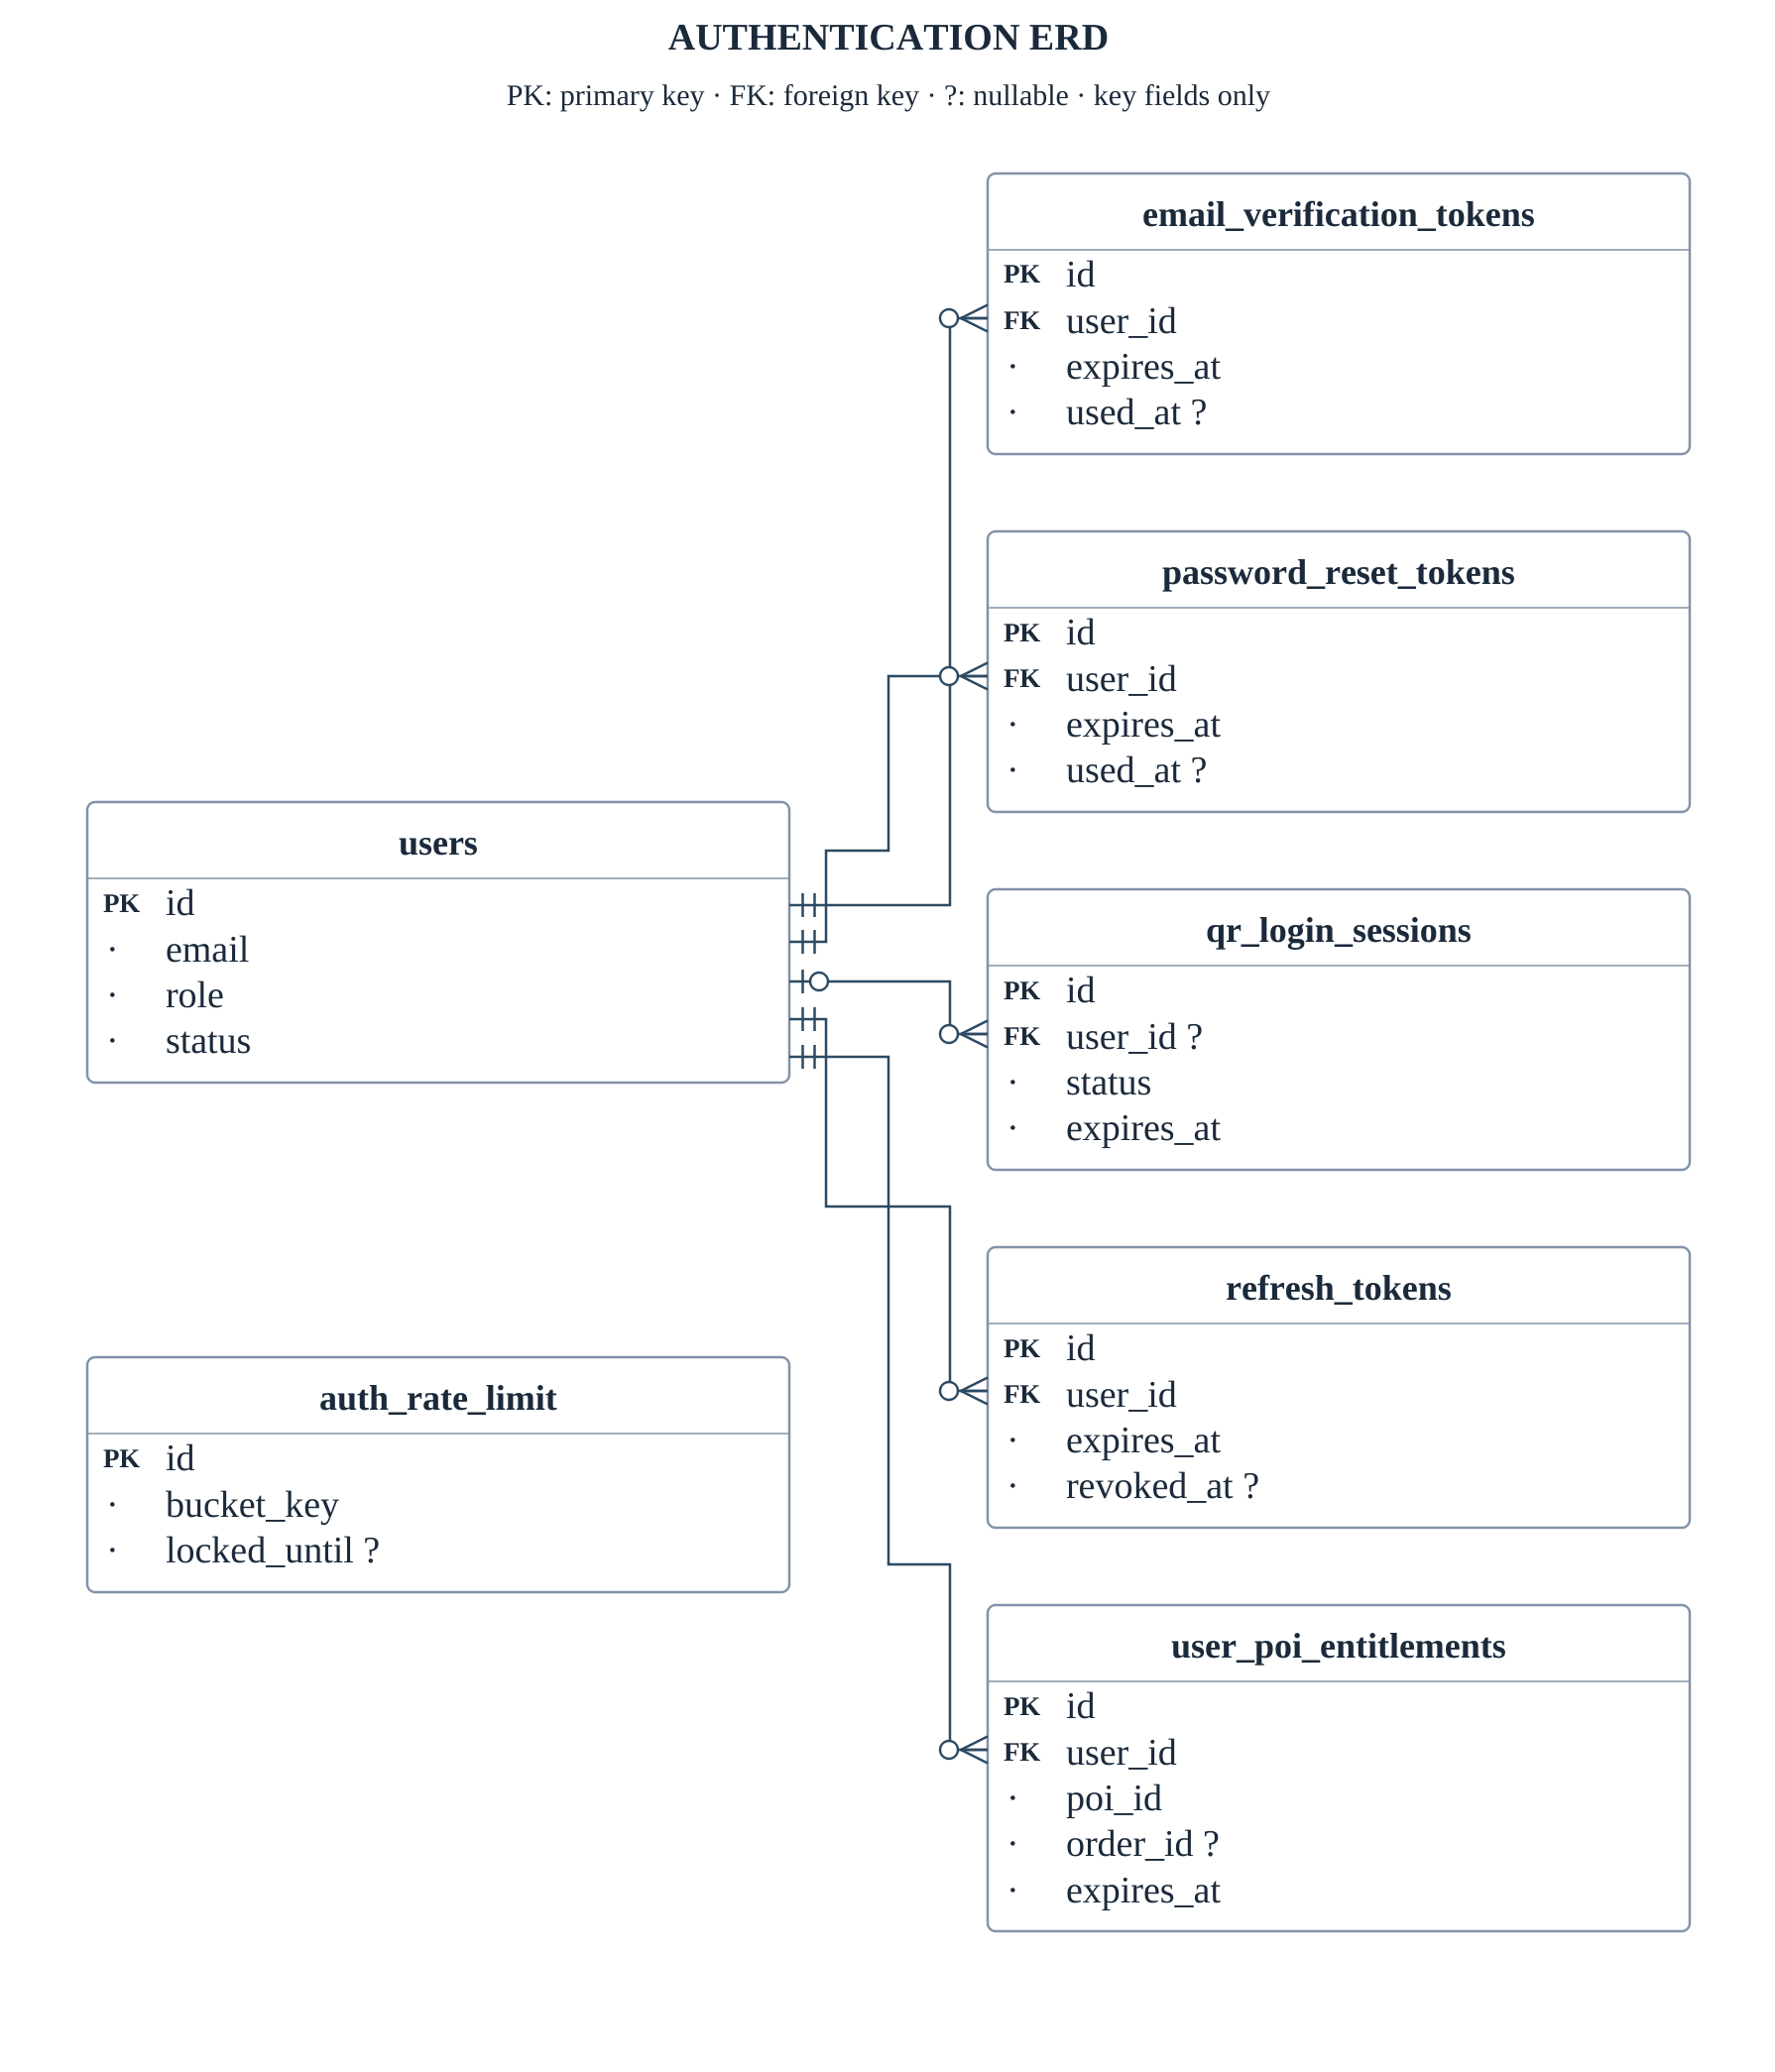 AUTHENTICATION ERD
PK: primary key · FK: foreign key · ?: nullable · key fields only
email_verification_tokens
PK id
FK user_id
· expires_at
· used_at ?
password_reset_tokens
PK id
FK user_id
· expires_at
· used_at ?
users
PK id
· email
· role
· status
qr_login_sessions
PK id
FK user_id ?
· status
· expires_at
refresh_tokens
PK id
FK user_id
· expires_at
· revoked_at ?
auth_rate_limit
PK id
· bucket_key
· locked_until ?
user_poi_entitlements
PK id
FK user_id
· poi_id
· order_id ?
· expires_at